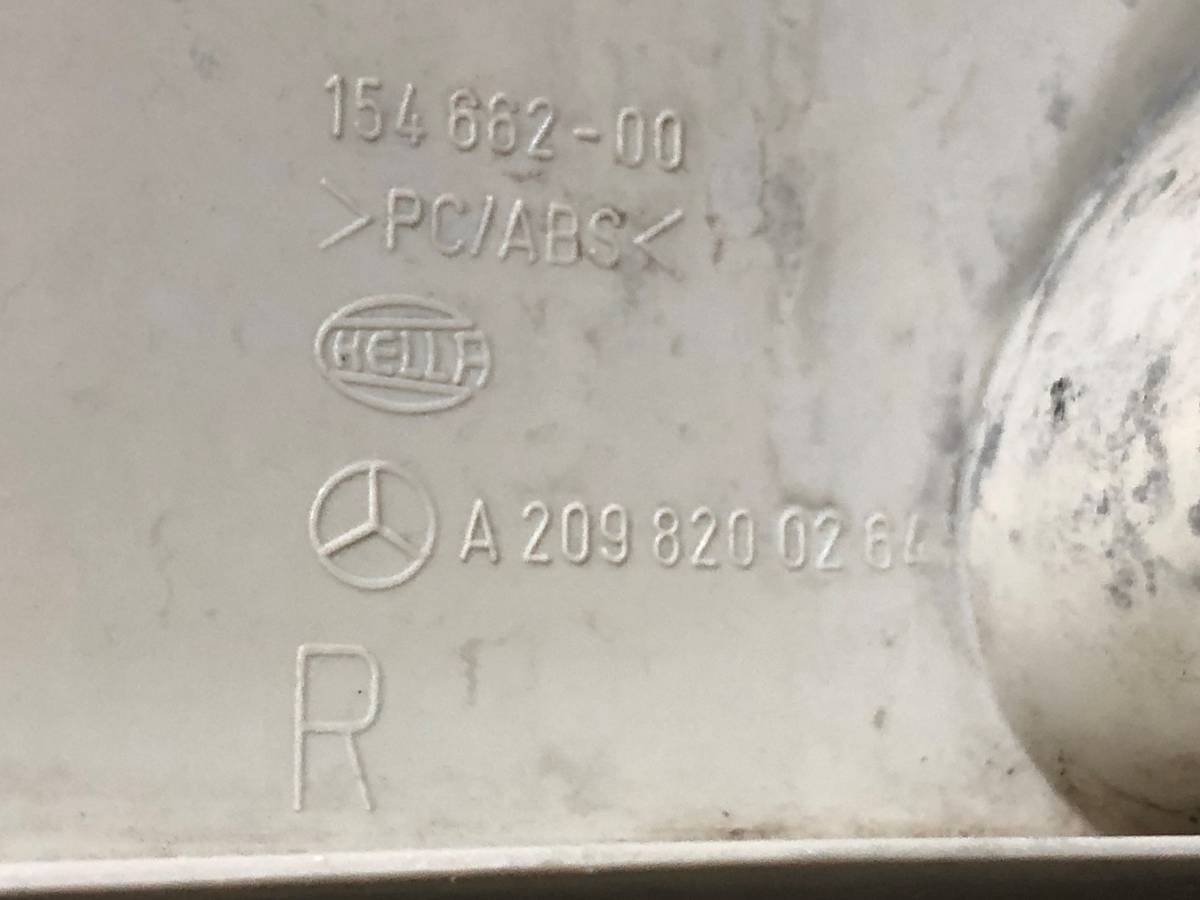 154 662-00
>PC/ABS<
HELLA
A 209 820 02 64
R